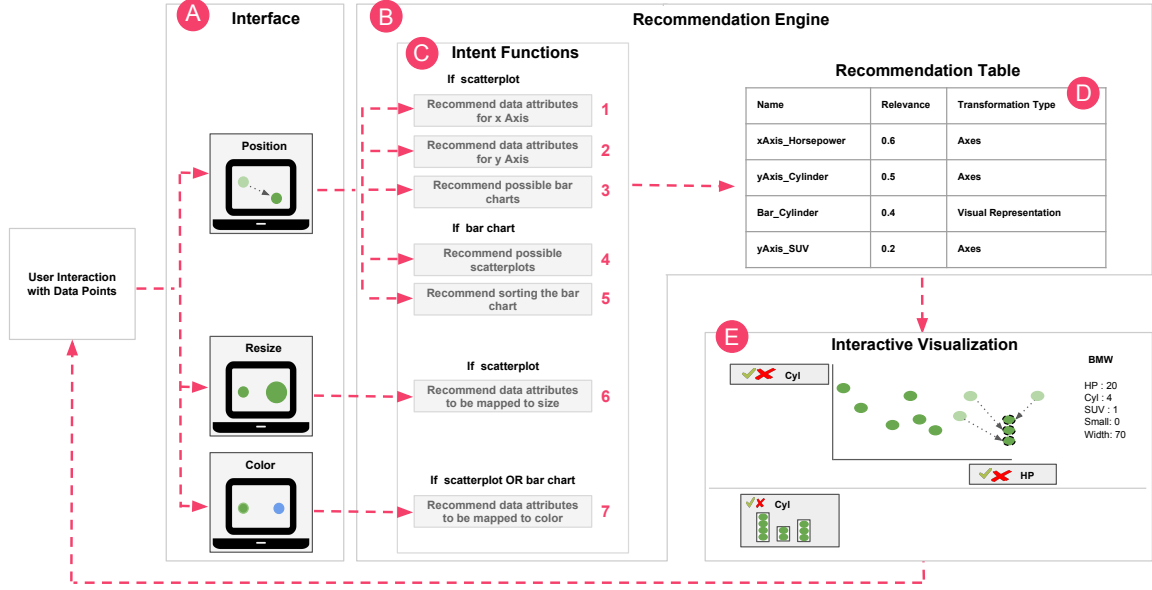 A
Interface
B
Recommendation Engine
C
Intent Functions
If scatterplot
Recommend data attributes
for x Axis
1
Recommend data attributes
for y Axis
2
Recommend possible bar
charts
3
If bar chart
Recommend possible
scatterplots
4
Recommend sorting the bar
chart
5
If scatterplot
Recommend data attributes
to be mapped to size
6
If scatterplot OR bar chart
Recommend data attributes
to be mapped to color
7
Position
Resize
Color
User Interaction
with Data Points
Recommendation Table
D
Name Relevance Transformation Type
xAxis_Horsepower 0.6 Axes
yAxis_Cylinder 0.5 Axes
Bar_Cylinder 0.4 Visual Representation
yAxis_SUV 0.2 Axes
E
Interactive Visualization
Cyl
BMW
HP : 20
Cyl : 4
SUV : 1
Small: 0
Width: 70
HP
Cyl